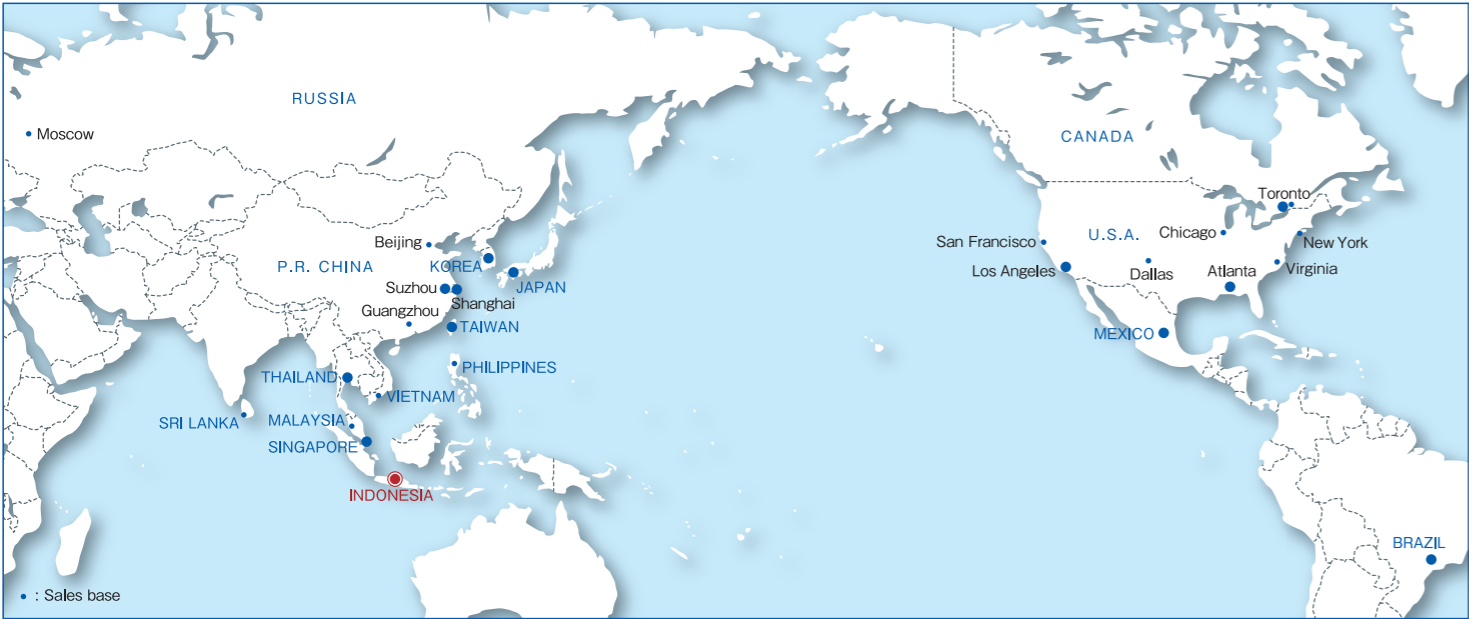 RUSSIA
Moscow
CANADA
Toronto
Beijing
P.R. CHINA
KOREA
JAPAN
Suzhou
Shanghai
Guangzhou
TAIWAN
San Francisco
U.S.A.
Chicago
New York
Los Angeles
Dallas
Atlanta
Virginia
MEXICO
PHILIPPINES
THAILAND
VIETNAM
SRI LANKA
MALAYSIA
SINGAPORE
INDONESIA
BRAZIL
: Sales base